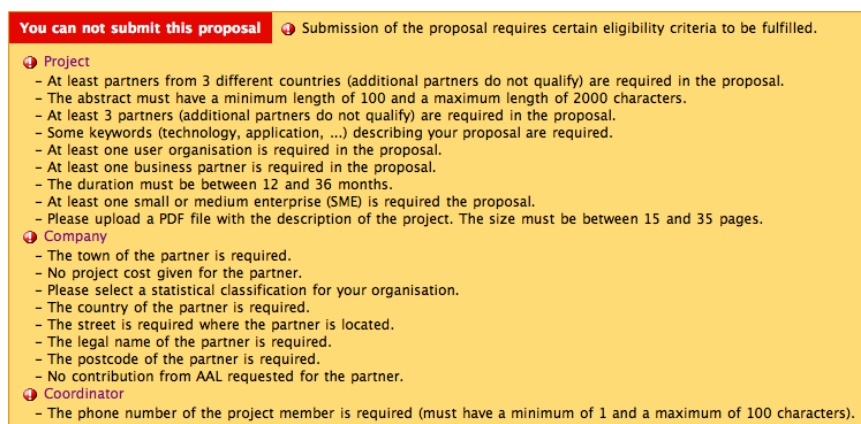 You can not submit this proposal Submission of the proposal requires certain eligibility criteria to be fulfilled.
Project
– At least partners from 3 different countries (additional partners do not qualify) are required in the proposal.
– The abstract must have a minimum length of 100 and a maximum length of 2000 characters.
– At least 3 partners (additional partners do not qualify) are required in the proposal.
– Some keywords (technology, application, ...) describing your proposal are required.
– At least one user organisation is required in the proposal.
– At least one business partner is required in the proposal.
– The duration must be between 12 and 36 months.
– At least one small or medium enterprise (SME) is required the proposal.
– Please upload a PDF file with the description of the project. The size must be between 15 and 35 pages.
Company
– The town of the partner is required.
– No project cost given for the partner.
– Please select a statistical classification for your organisation.
– The country of the partner is required.
– The street is required where the partner is located.
– The legal name of the partner is required.
– The postcode of the partner is required.
– No contribution from AAL requested for the partner.
Coordinator
– The phone number of the project member is required (must have a minimum of 1 and a maximum of 100 characters).